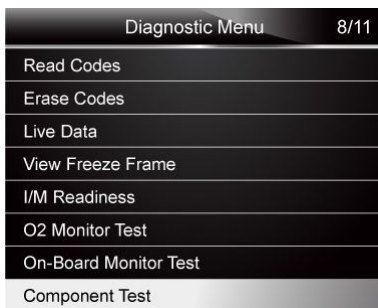 Diagnostic Menu 8/11
Read Codes
Erase Codes
Live Data
View Freeze Frame
I/M Readiness
O2 Monitor Test
On-Board Monitor Test
Component Test